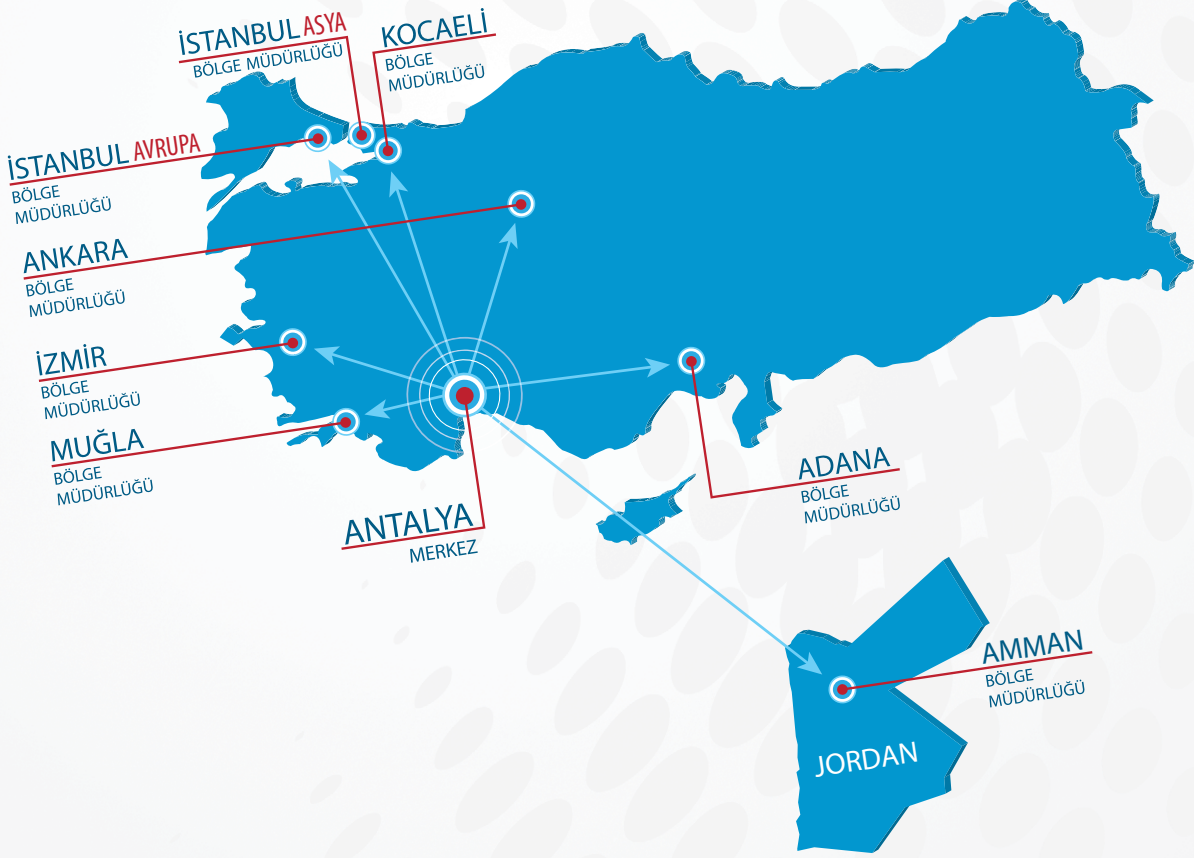 İSTANBUL ASYA
BÖLGE MÜDÜRLÜĞÜ
KOCAELİ
BÖLGE
MÜDÜRLÜĞÜ
İSTANBUL AVRUPA
BÖLGE
MÜDÜRLÜĞÜ
ANKARA
BÖLGE
MÜDÜRLÜĞÜ
İZMİR
BÖLGE
MÜDÜRLÜĞÜ
MUĞLA
BÖLGE
MÜDÜRLÜĞÜ
ANTALYA
MERKEZ
ADANA
BÖLGE
MÜDÜRLÜĞÜ
AMMAN
BÖLGE
MÜDÜRLÜĞÜ
JORDAN